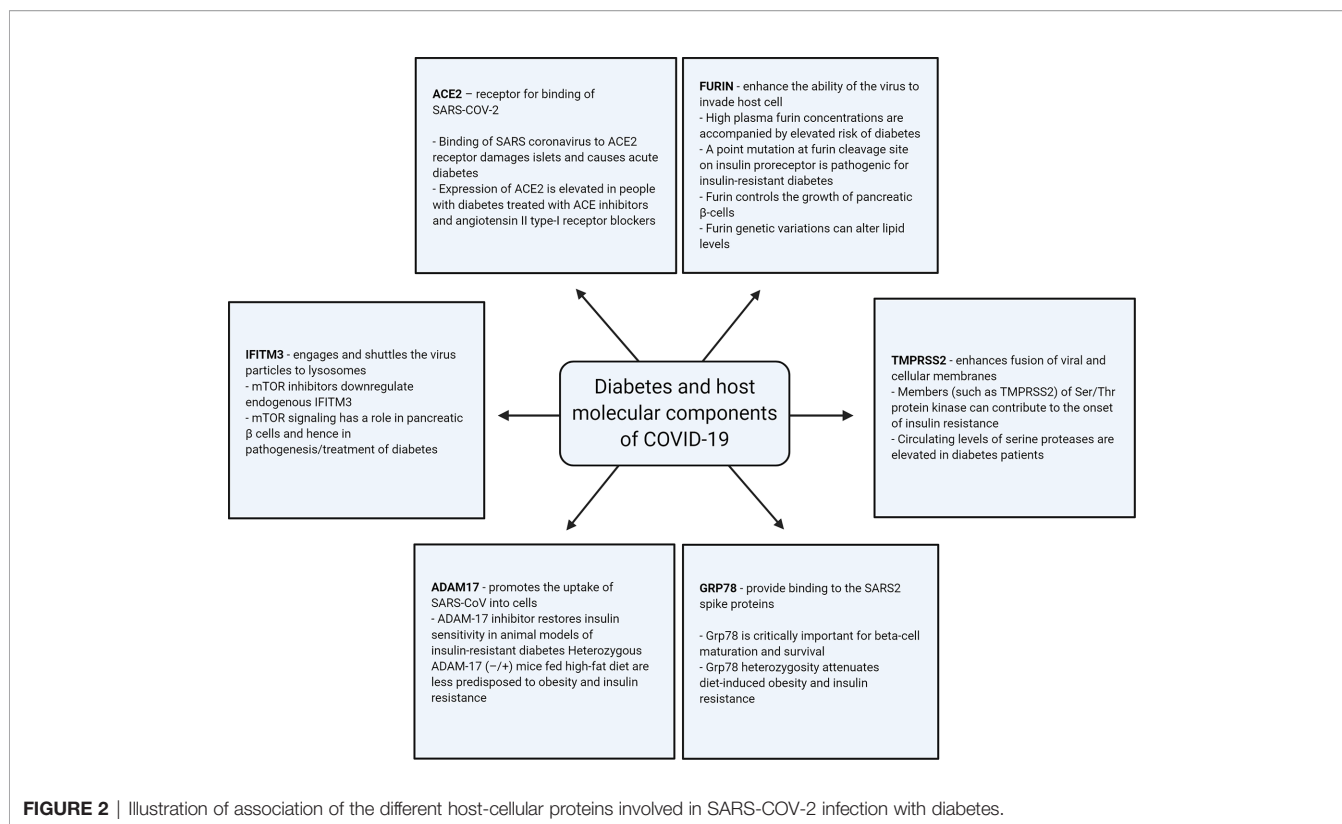 ACE2 – receptor for binding of
SARS-COV-2
- Binding of SARS coronavirus to ACE2
receptor damages islets and causes acute
diabetes
- Expression of ACE2 is elevated in people
with diabetes treated with ACE inhibitors
and angiotensin II type-I receptor blockers
FURIN - enhance the ability of the virus to
invade host cell
- High plasma furin concentrations are
accompanied by elevated risk of diabetes
- A point mutation at furin cleavage site
on insulin proreceptor is pathogenic for
insulin-resistant diabetes
- Furin controls the growth of pancreatic
β-cells
- Furin genetic variations can alter lipid
levels
IFITM3 - engages and shuttles the virus
particles to lysosomes
- mTOR inhibitors downregulate
endogenous IFITM3
- mTOR signaling has a role in pancreatic
β cells and hence in
pathogenesis/treatment of diabetes
Diabetes and host
molecular components
of COVID-19
TMPRSS2 - enhances fusion of viral and
cellular membranes
- Members (such as TMPRSS2) of Ser/Thr
protein kinase can contribute to the onset
of insulin resistance
- Circulating levels of serine proteases are
elevated in diabetes patients
ADAM17 - promotes the uptake of
SARS-CoV into cells
- ADAM-17 inhibitor restores insulin
sensitivity in animal models of
insulin-resistant diabetes Heterozygous
ADAM-17 (−/+) mice fed high-fat diet are
less predisposed to obesity and insulin
resistance
GRP78 - provide binding to the SARS2
spike proteins
- Grp78 is critically important for beta-cell
maturation and survival
- Grp78 heterozygosity attenuates
diet-induced obesity and insulin
resistance
FIGURE 2 | Illustration of association of the different host-cellular proteins involved in SARS-COV-2 infection with diabetes.